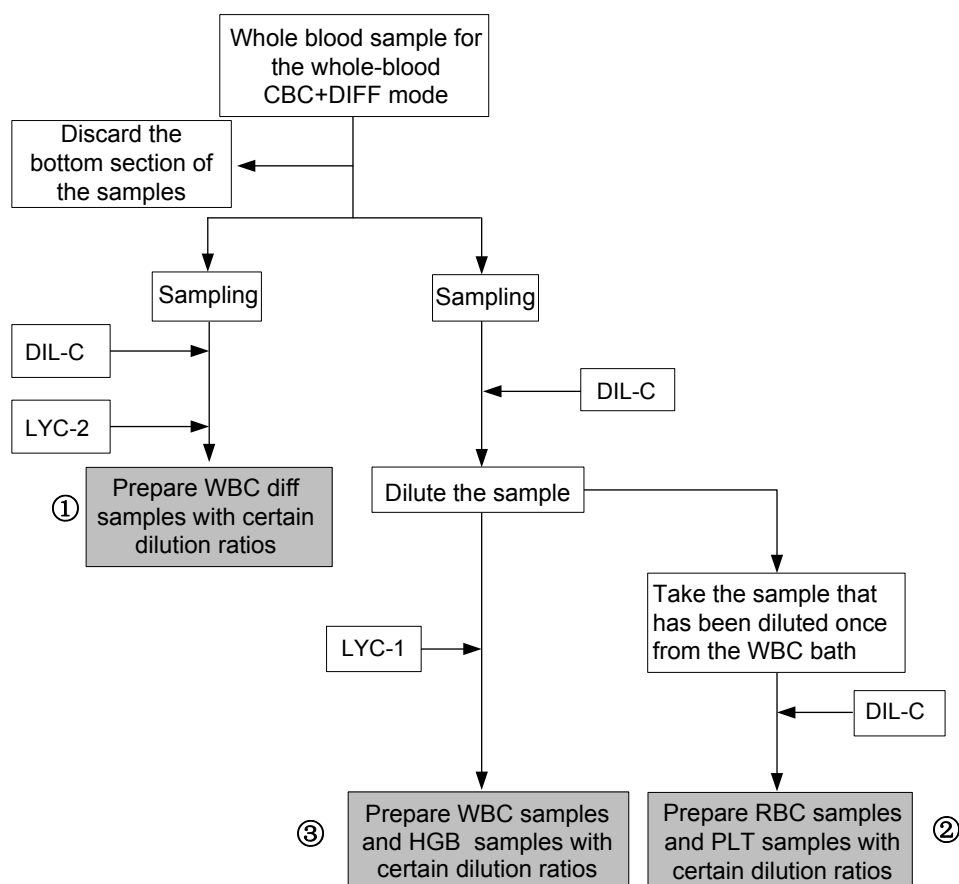 Whole blood sample for
the whole-blood
CBC+DIFF mode
Discard the
bottom section of
the samples
Sampling
Sampling
DIL-C
DIL-C
LYC-2
①
Prepare WBC diff
samples with certain
dilution ratios
Dilute the sample
Take the sample that
has been diluted once
from the WBC bath
LYC-1
DIL-C
③
Prepare WBC samples
and HGB samples with
certain dilution ratios
Prepare RBC samples
and PLT samples with
certain dilution ratios
②